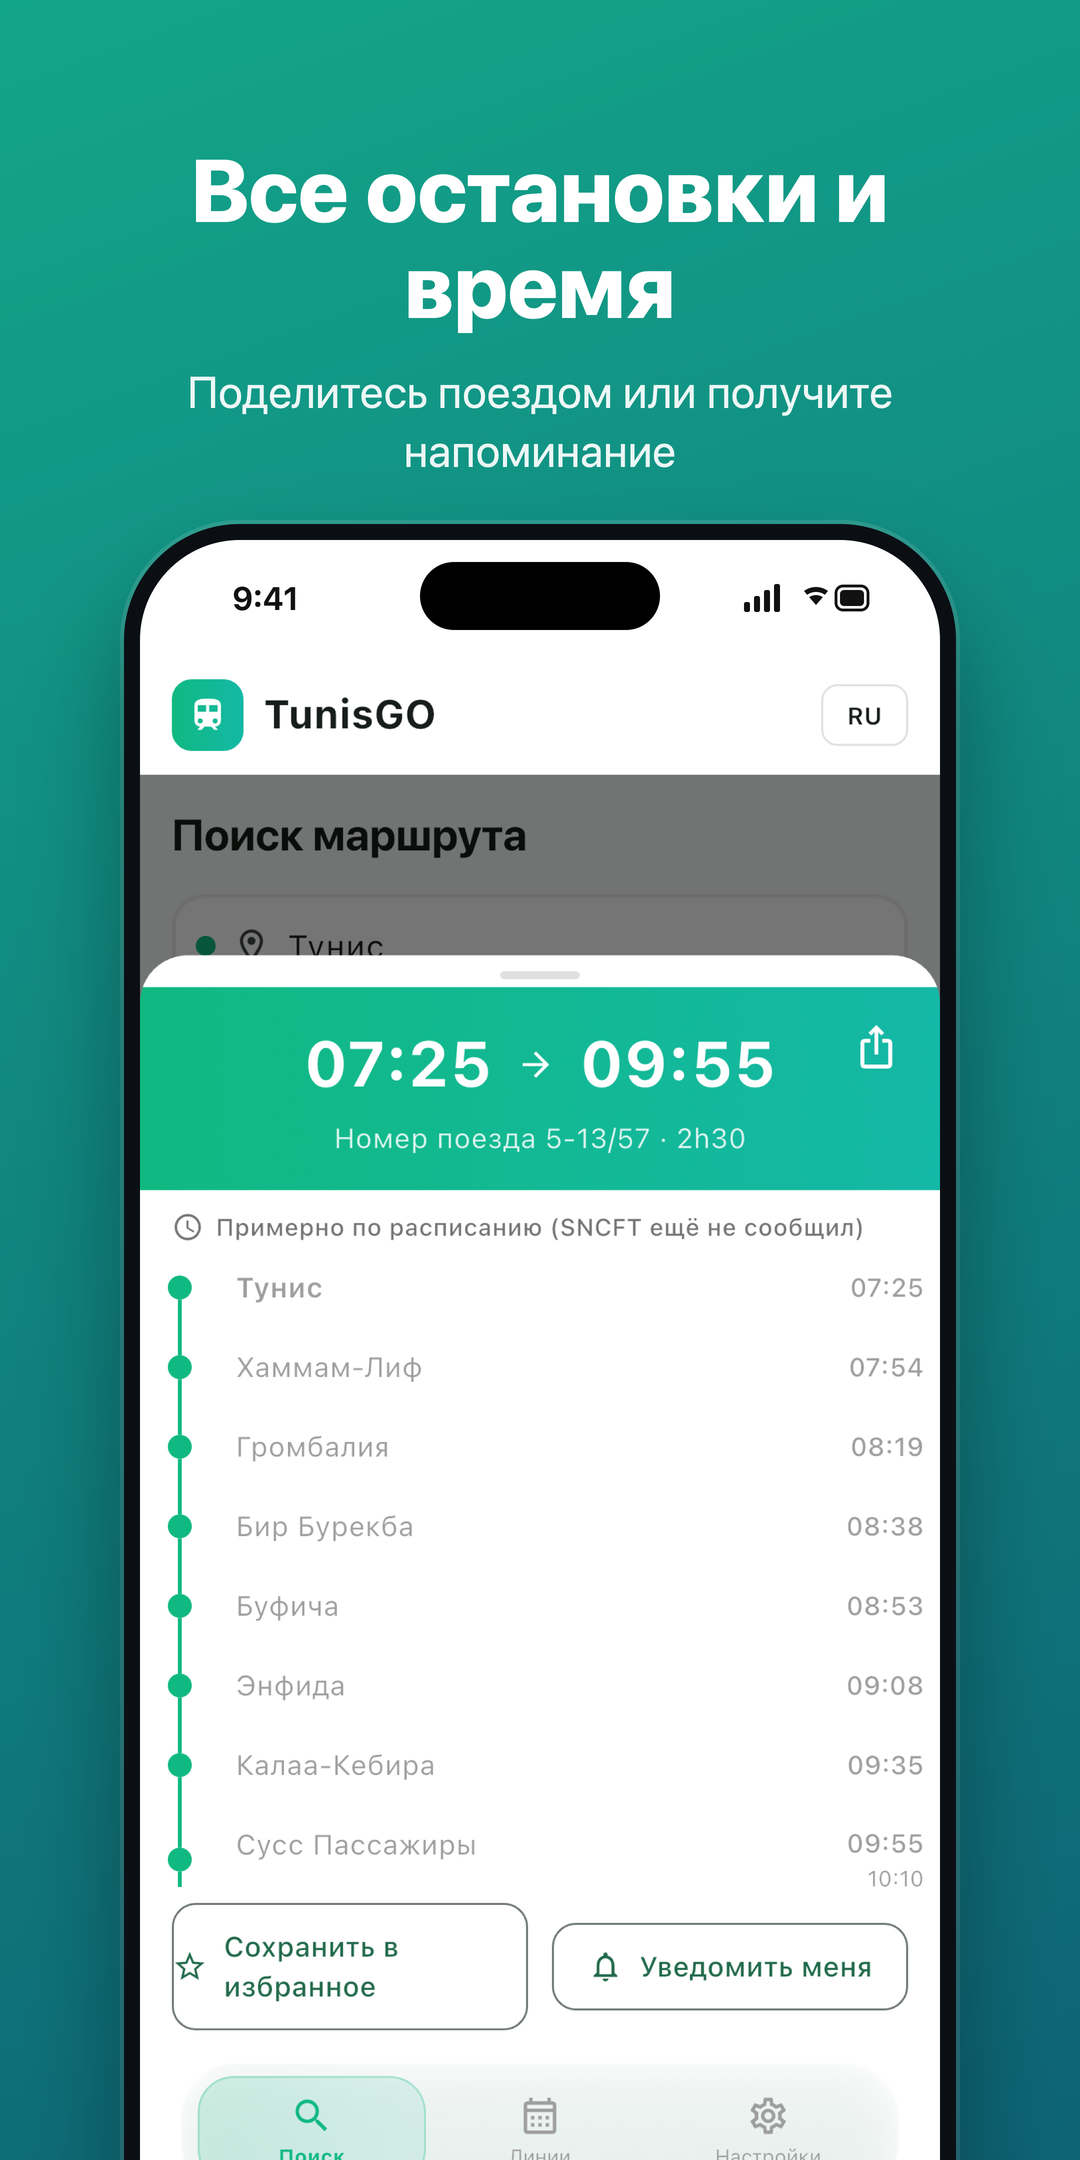 Все остановки и
время
Поделитесь поездом или получите
напоминание
9:41
TunisGO
RU
Поиск маршрута
Тунис
07:25 → 09:55
Номер поезда 5-13/57 · 2h30
Примерно по расписанию (SNCFT ещё не сообщил)
Тунис 07:25
Хаммам-Лиф 07:54
Громбалия 08:19
Бир Бурекба 08:38
Буфича 08:53
Энфида 09:08
Калаа-Кебира 09:35
Сусс Пассажиры 09:55
10:10
Сохранить в
избранное
Уведомить меня
Поиск Линии Настройки